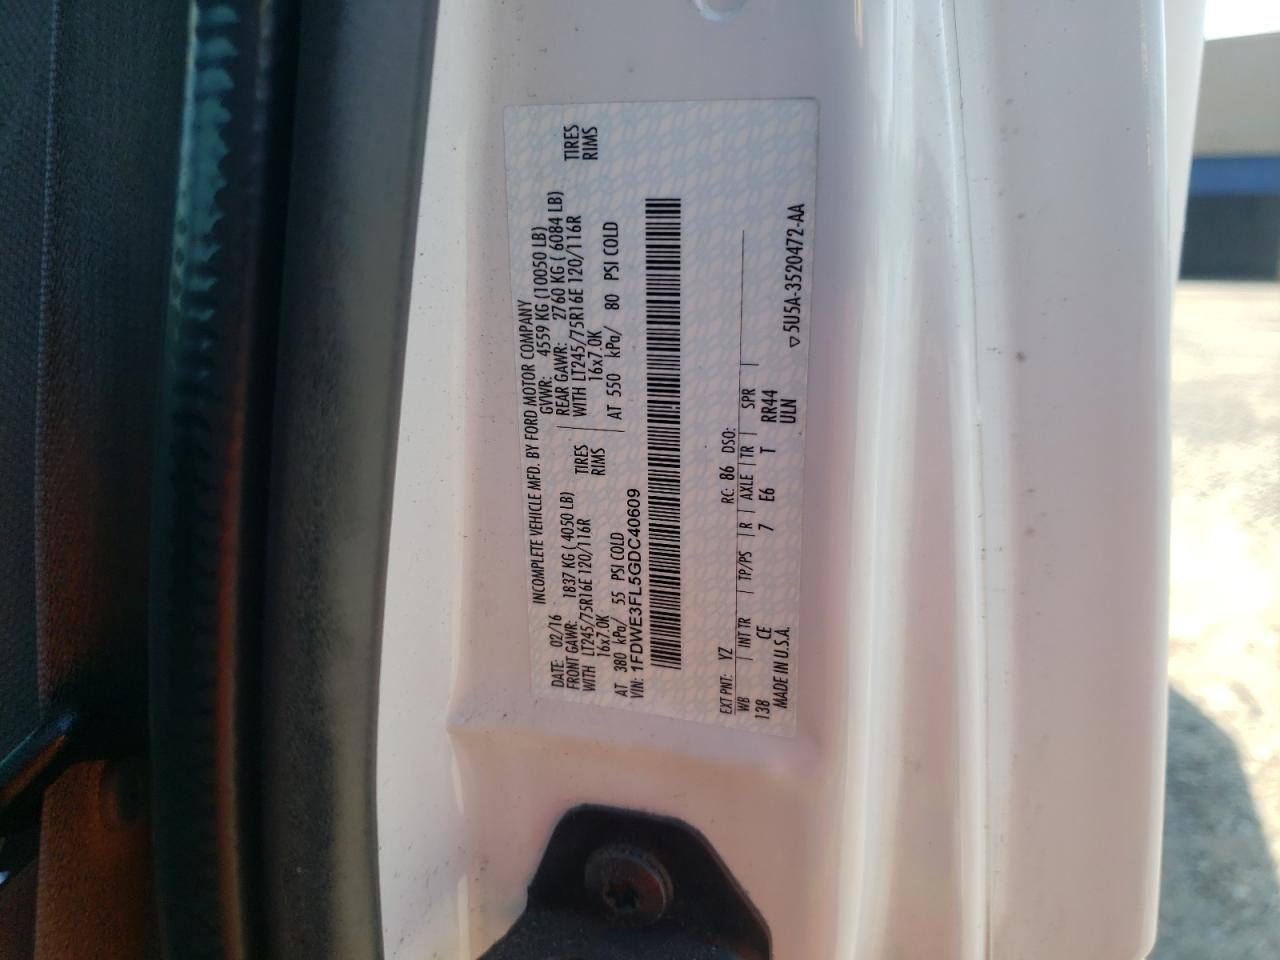 INCOMPLETE VEHICLE MFD. BY FORD MOTOR COMPANY
DATE: 02/16 GVWR: 4559 KG (10050 LB)
FRONT GAWR: 1837 KG ( 4050 LB) REAR GAWR: 2760 KG ( 6084 LB)
WITH LT245/75R16E 120/116R TIRES WITH LT245/75R16E 120/116R TIRES
16x7.0K RIMS 16x7.0K RIMS
AT 380 kPa/ 55 PSI COLD AT 550 kPa/ 80 PSI COLD
VIN: 1FDWE3FL5GDC40609
EXT PNT: YZ RC: 86 DSO:
WB INT TR TP/PS R AXLE TR SPR
138 CE 7 E6 T RR44
MADE IN U.S.A. ULN
▽5U5A-3520472-AA